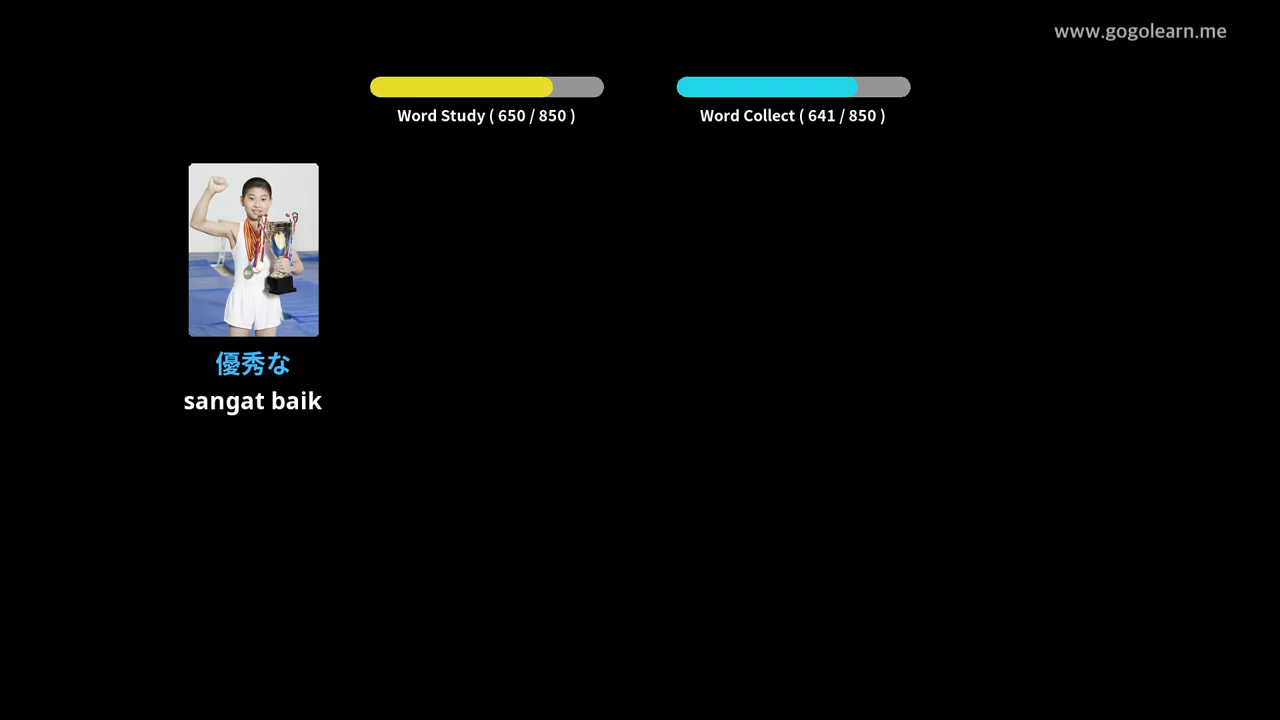 www.gogolearn.me
Word Study ( 650 / 850 )
Word Collect ( 641 / 850 )
優秀な
sangat baik